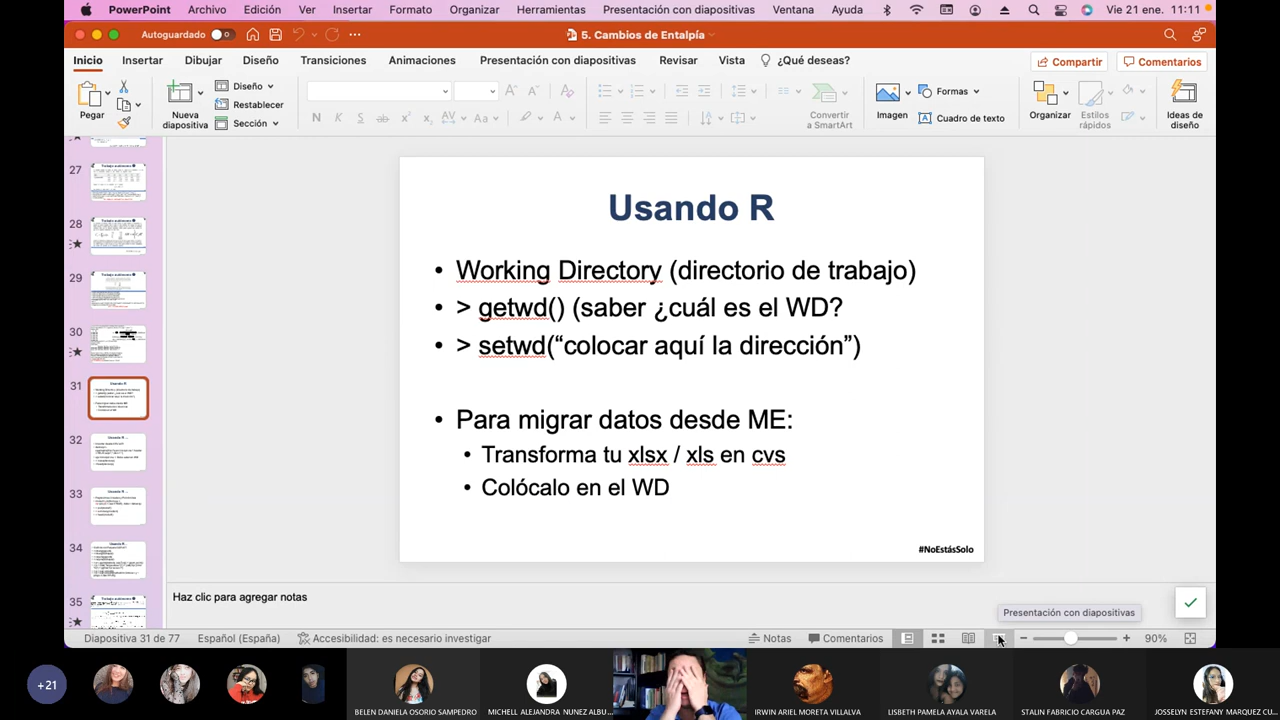 PowerPoint Archivo Edición Ver Insertar Formato Organizar Herramientas Presentación con diapositivas Ventana Ayuda Vie 21 ene. 11:11
Autoguardado 5. Cambios de Entalpía
Inicio Insertar Dibujar Diseño Transiciones Animaciones Presentación con diapositivas Revisar Vista ¿Qué deseas? Compartir Comentarios
Pegar
Nueva diapositiva
Diseño
Restablecer
Sección
N K S
Convertir a SmartArt
Imagen
Formas
Cuadro de texto
Organizar
Estilos rápidos
Ideas de diseño
27
28
29
30
31
32
33
34
35
Usando R
• Working Directory (directorio de trabajo)
• > getwd() (saber ¿cuál es el WD?
• > setwd(“colocar aquí la dirección”)
• Para migrar datos desde ME:
• Transforma tu xlsx / xls en cvs
• Colócalo en el WD
#NoEstásSolo
Haz clic para agregar notas
Presentación con diapositivas
Diapositiva 31 de 77 Español (España) Accesibilidad: es necesario investigar Notas Comentarios 90%
+21
BELEN DANIELA OSORIO SAMPEDRO
MICHELL ALEJANDRA NUNEZ ALBU...
IRWIN ARIEL MORETA VILLALVA
LISBETH PAMELA AYALA VARELA
STALIN FABRICIO CARGUA PAZ
JOSSELYN ESTEFANY MARQUEZ CU...